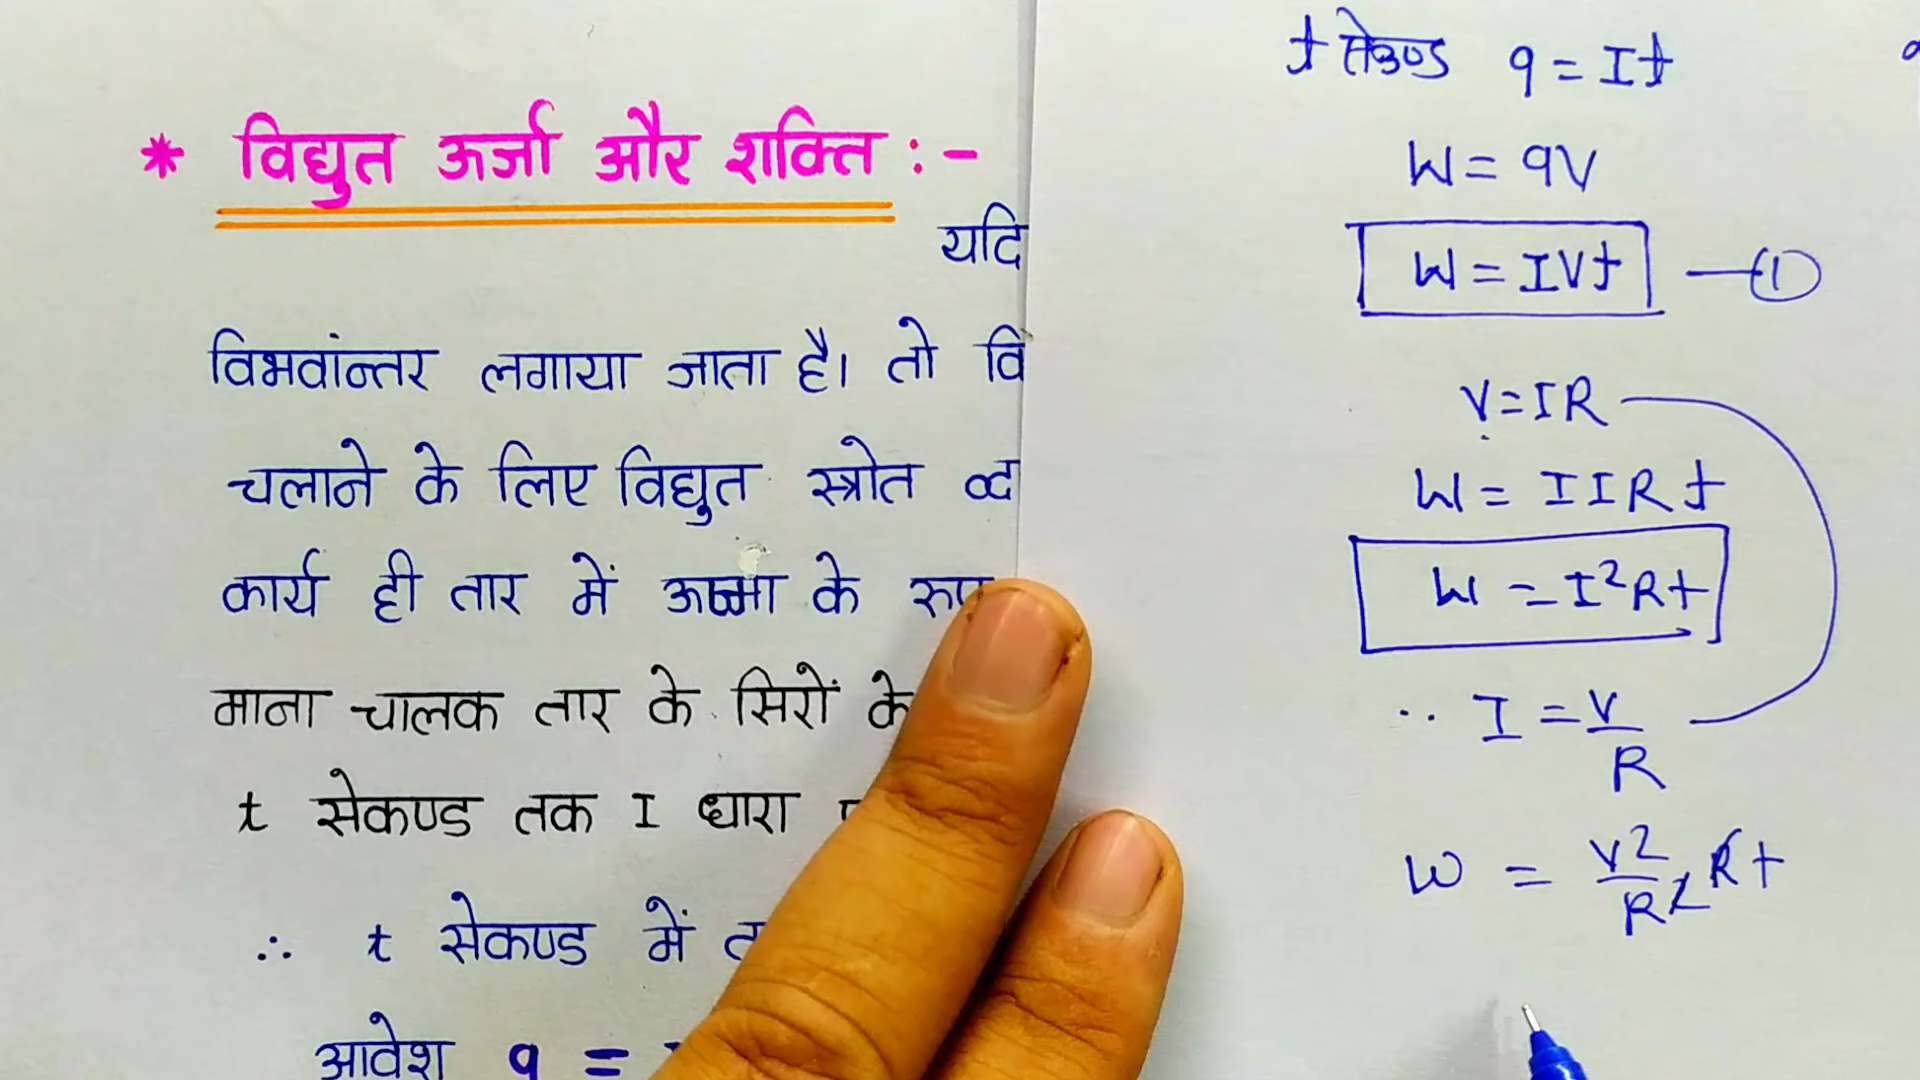 * विद्युत ऊर्जा और शक्ति :-
यदि
विभवांन्तर लगाया जाता है। तो वि
चलाने के लिए विद्युत स्त्रोत
कार्य ही तार में ऊष्मा के रूप
माना चालक तार के सिरों के
t सेकण्ड तक I धारा
∴ t सेकण्ड में
आवेश q =
t सेकण्ड q = It
W = qV
W = IVt —①
V = IR
W = IIRt
W = I²Rt
∵ I = V/R
W = V²/R² Rt